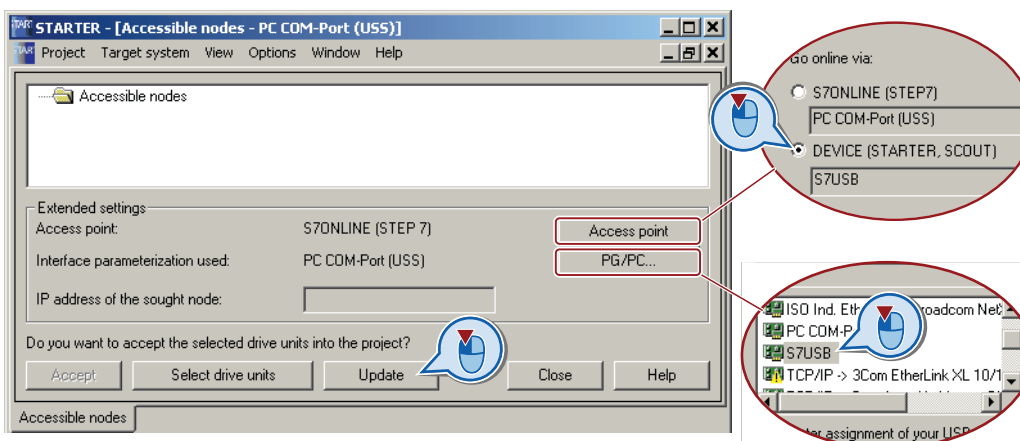 STARTER - [Accessible nodes - PC COM-Port (USS)]
Project Target system View Options Window Help
Accessible nodes
Extended settings
Access point: S7ONLINE (STEP 7) Access point
Interface parameterization used: PC COM-Port (USS) PG/PC...
IP address of the sought node:
Do you want to accept the selected drive units into the project?
Accept Select drive units Update Close Help
Accessible nodes
Go online via:
S7ONLINE (STEP7)
PC COM-Port (USS)
DEVICE (STARTER, SCOUT)
S7USB
ISO Ind. Eth roadcom Net
PC COM-P
S7USB
TCP/IP -> 3Com EtherLink XL 10/1
assignment of your USB